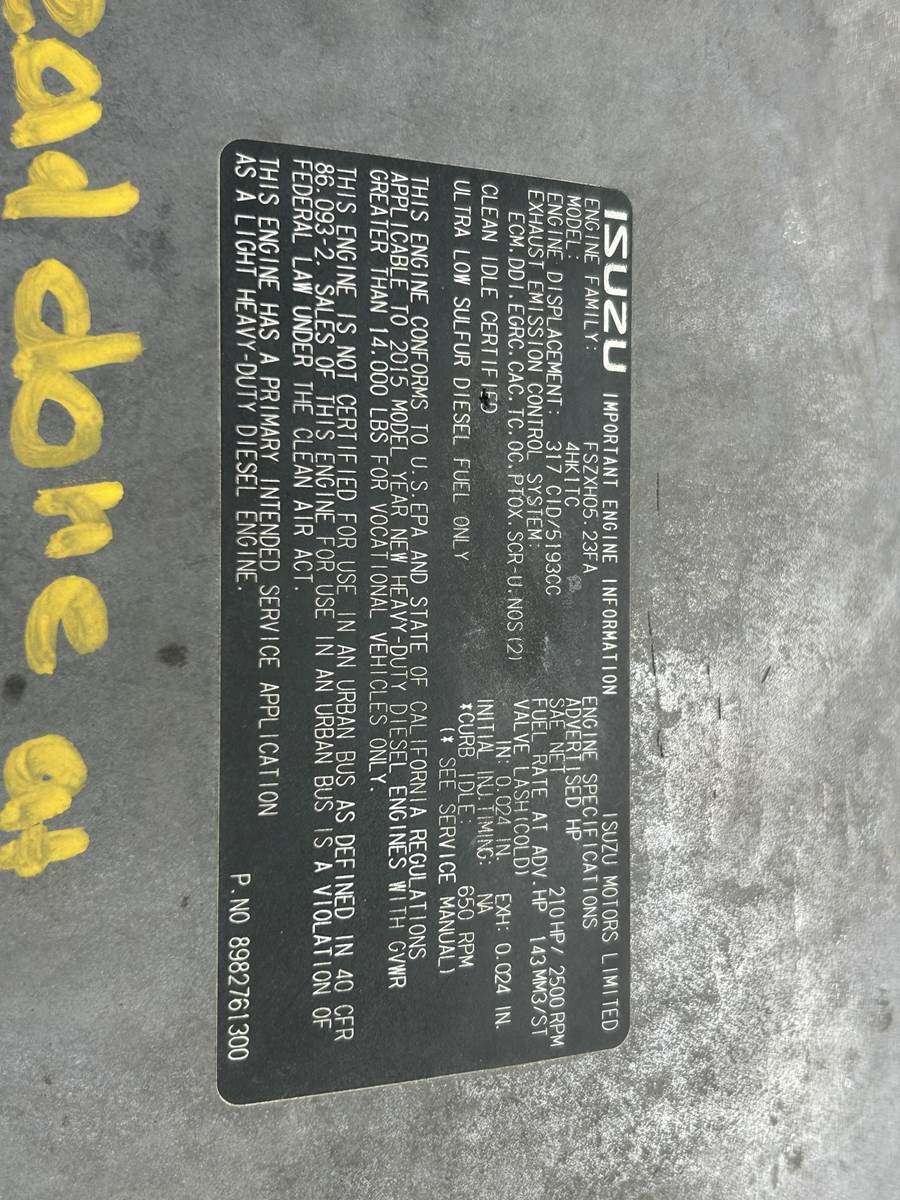 ISUZU IMPORTANT ENGINE INFORMATION ISUZU MOTORS LIMITED
ENGINE FAMILY: FSZXH05.23FA ENGINE SPECIFICATIONS
MODEL: 4HK1TC ADVERTISED HP
ENGINE DISPLACEMENT: 317 CID/5193CC SAE NET 210HP/2500RPM
EXHAUST EMISSION CONTROL SYSTEM: FUEL RATE AT ADV.HP 143MM3/ST
ECM.DDI.EGRC.CAC.TC.OC.PTOX.SCR-U.NOS(2) VALVE LASH(COLD)
IN: 0.024 IN. EXH: 0.024 IN.
CLEAN IDLE CERTIFIED INITIAL INJ.TIMING: NA
*CURB IDLE: 650 RPM
ULTRA LOW SULFUR DIESEL FUEL ONLY (* SEE SERVICE MANUAL)
THIS ENGINE CONFORMS TO U.S.EPA AND STATE OF CALIFORNIA REGULATIONS
APPLICABLE TO 2015 MODEL YEAR NEW HEAVY-DUTY DIESEL ENGINES WITH GVWR
GREATER THAN 14.000 LBS FOR VOCATIONAL VEHICLES ONLY.
THIS ENGINE IS NOT CERTIFIED FOR USE IN AN URBAN BUS AS DEFINED IN 40 CFR
86.093-2. SALES OF THIS ENGINE FOR USE IN AN URBAN BUS IS A VIOLATION OF
FEDERAL LAW UNDER THE CLEAN AIR ACT.
THIS ENGINE HAS A PRIMARY INTENDED SERVICE APPLICATION
AS A LIGHT HEAVY-DUTY DIESEL ENGINE. P.NO 8982761300
ead done at